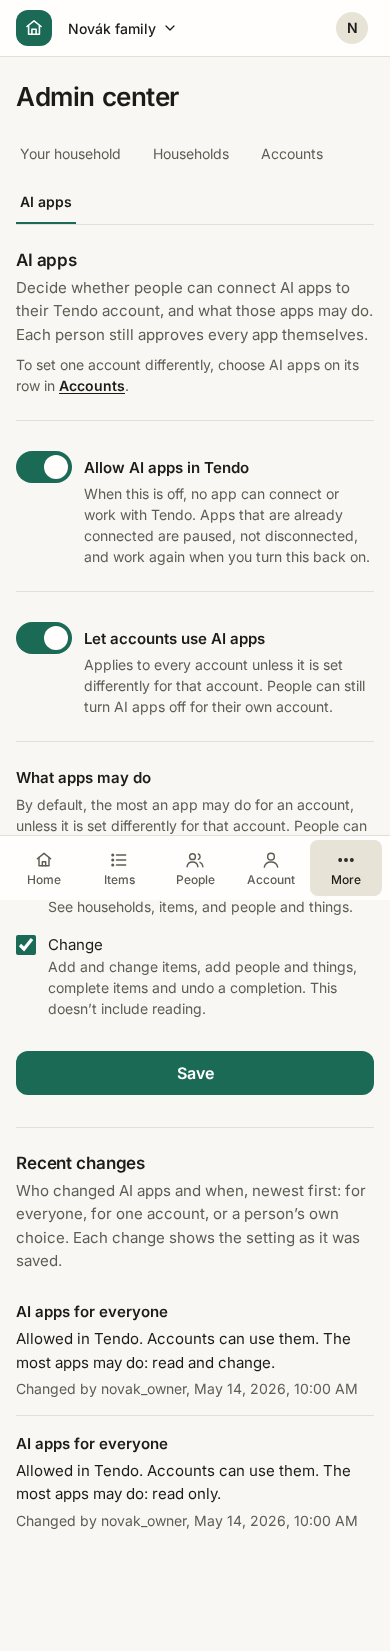 Novák family
N
Admin center
Your household
Households
Accounts
AI apps
AI apps
Decide whether people can connect AI apps to
their Tendo account, and what those apps may do.
Each person still approves every app themselves.
To set one account differently, choose AI apps on its
row in Accounts.
Allow AI apps in Tendo
When this is off, no app can connect or
work with Tendo. Apps that are already
connected are paused, not disconnected,
and work again when you turn this back on.
Let accounts use AI apps
Applies to every account unless it is set
differently for that account. People can still
turn AI apps off for their own account.
What apps may do
By default, the most an app may do for an account,
unless it is set differently for that account. People can
Home
Items
People
Account
More
See households, items, and people and things.
Change
Add and change items, add people and things,
complete items and undo a completion. This
doesn’t include reading.
Save
Recent changes
Who changed AI apps and when, newest first: for
everyone, for one account, or a person’s own
choice. Each change shows the setting as it was
saved.
AI apps for everyone
Allowed in Tendo. Accounts can use them. The
most apps may do: read and change.
Changed by novak_owner, May 14, 2026, 10:00 AM
AI apps for everyone
Allowed in Tendo. Accounts can use them. The
most apps may do: read only.
Changed by novak_owner, May 14, 2026, 10:00 AM